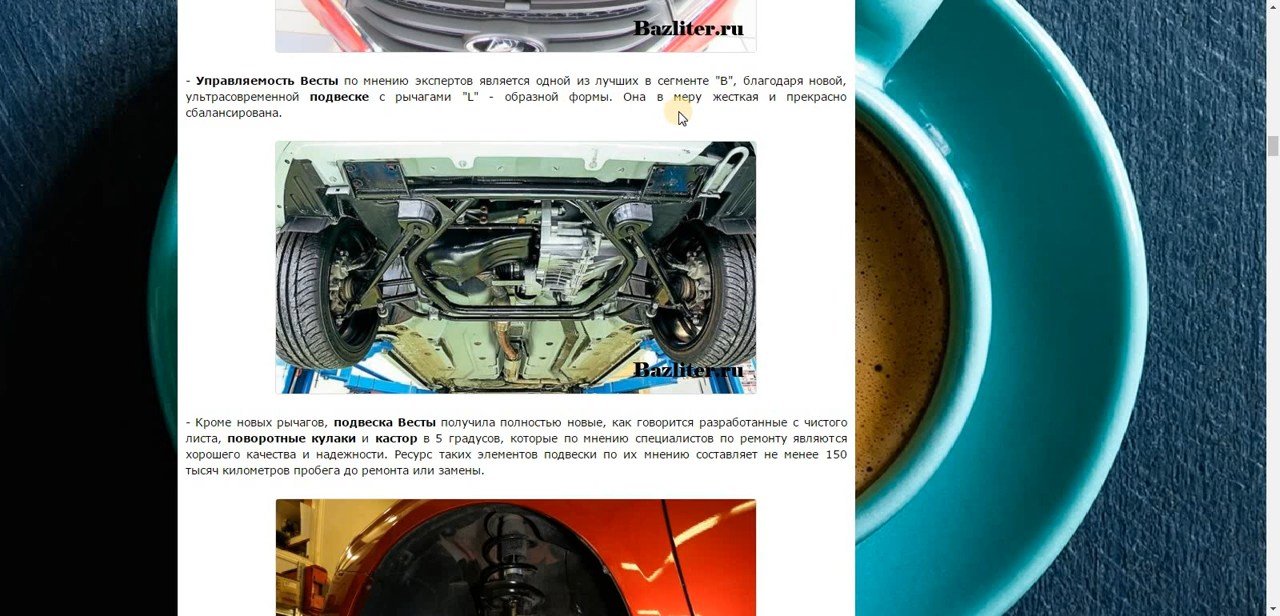 Bazliter.ru
- Управляемость Весты по мнению экспертов является одной из лучших в сегменте "B", благодаря новой,
ультрасовременной подвеске с рычагами "L" - образной формы. Она в меру жесткая и прекрасно
сбалансирована.
Bazliter.ru
- Кроме новых рычагов, подвеска Весты получила полностью новые, как говорится разработанные с чистого
листа, поворотные кулаки и кастор в 5 градусов, которые по мнению специалистов по ремонту являются
хорошего качества и надежности. Ресурс таких элементов подвески по их мнению составляет не менее 150
тысяч километров пробега до ремонта или замены.